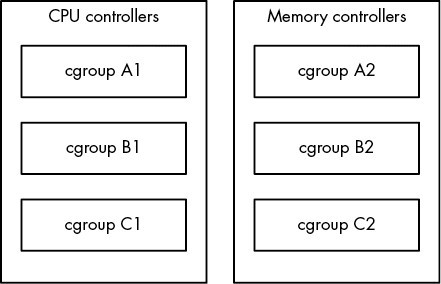 CPU controllers
cgroup A1
cgroup B1
cgroup C1
Memory controllers
cgroup A2
cgroup B2
cgroup C2